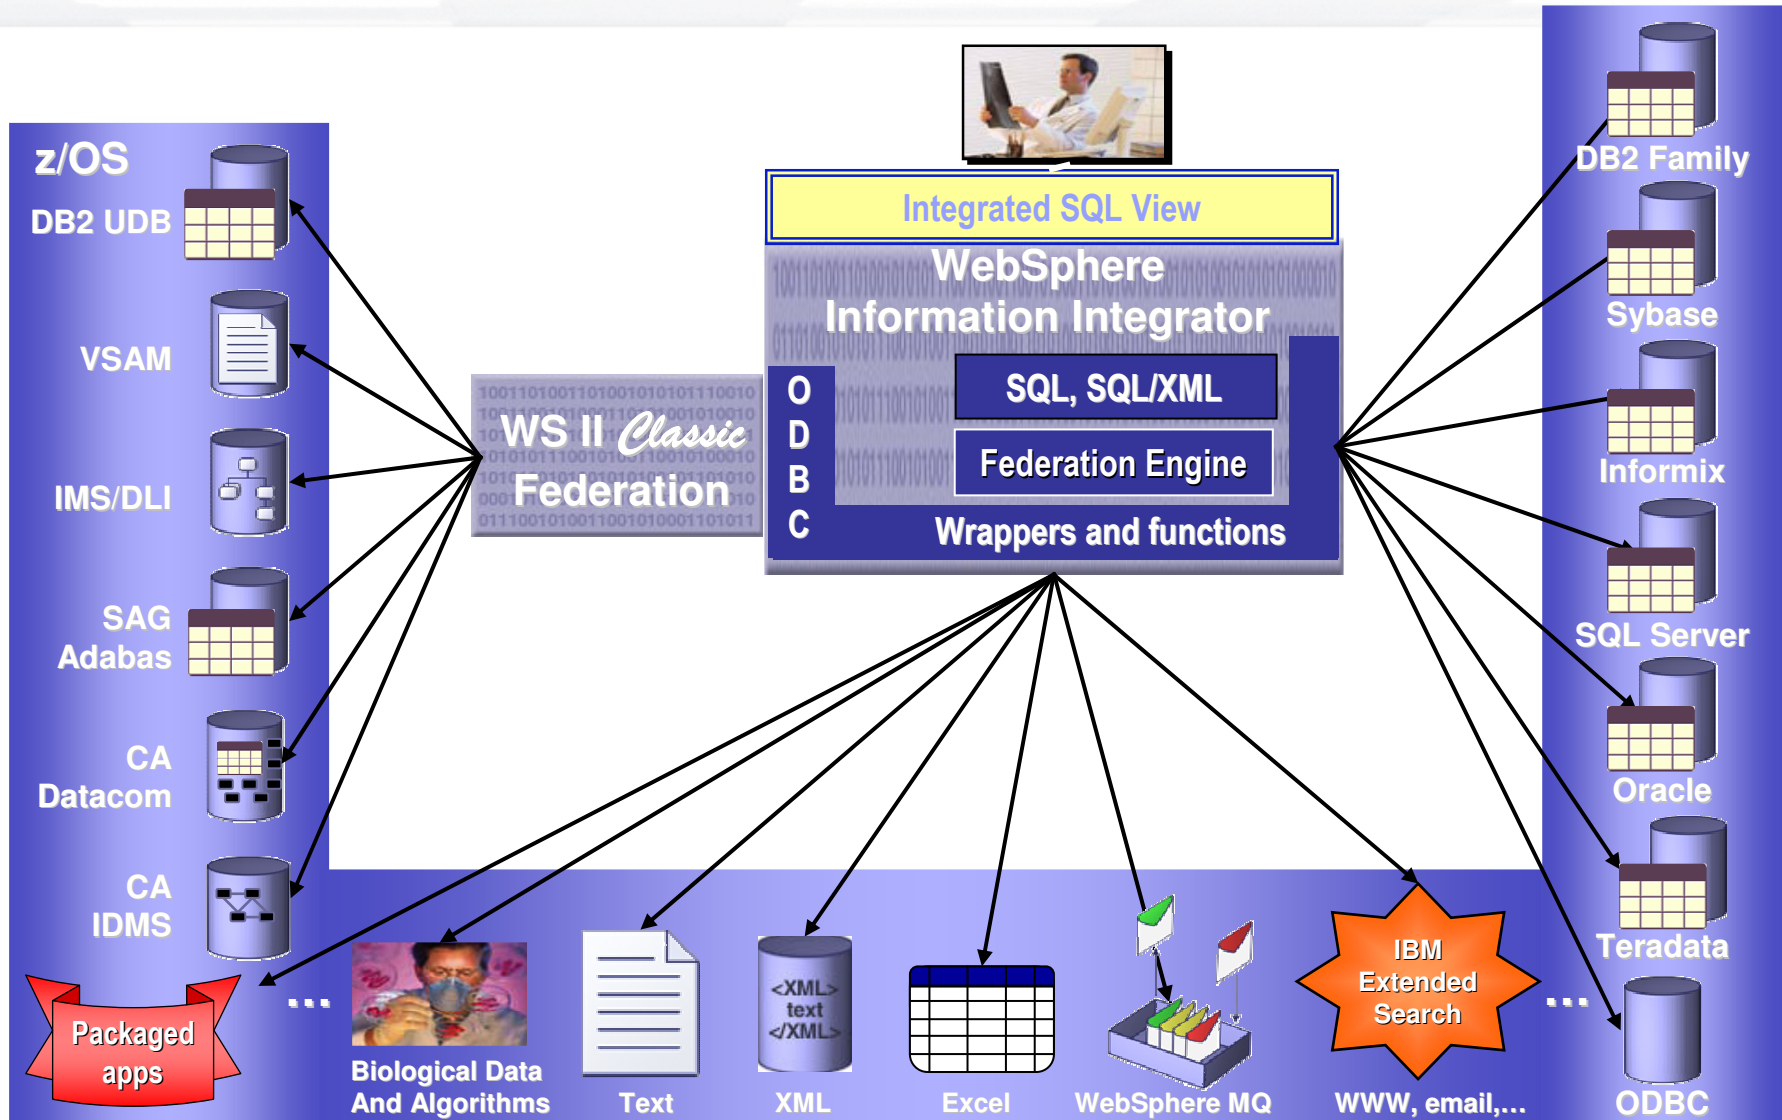 z/OS
DB2 UDB
VSAM
IMS/DLI
SAG
Adabas
CA
Datacom
CA
IDMS
Packaged
apps
WS II Classic
Federation
Integrated SQL View
WebSphere
Information Integrator
O
D
B
C
SQL, SQL/XML
Federation Engine
Wrappers and functions
DB2 Family
Sybase
Informix
SQL Server
Oracle
Teradata
ODBC
...
Biological Data
And Algorithms
Text
<XML>
text
</XML>
XML
Excel
WebSphere MQ
IBM
Extended
Search
WWW, email,...
...